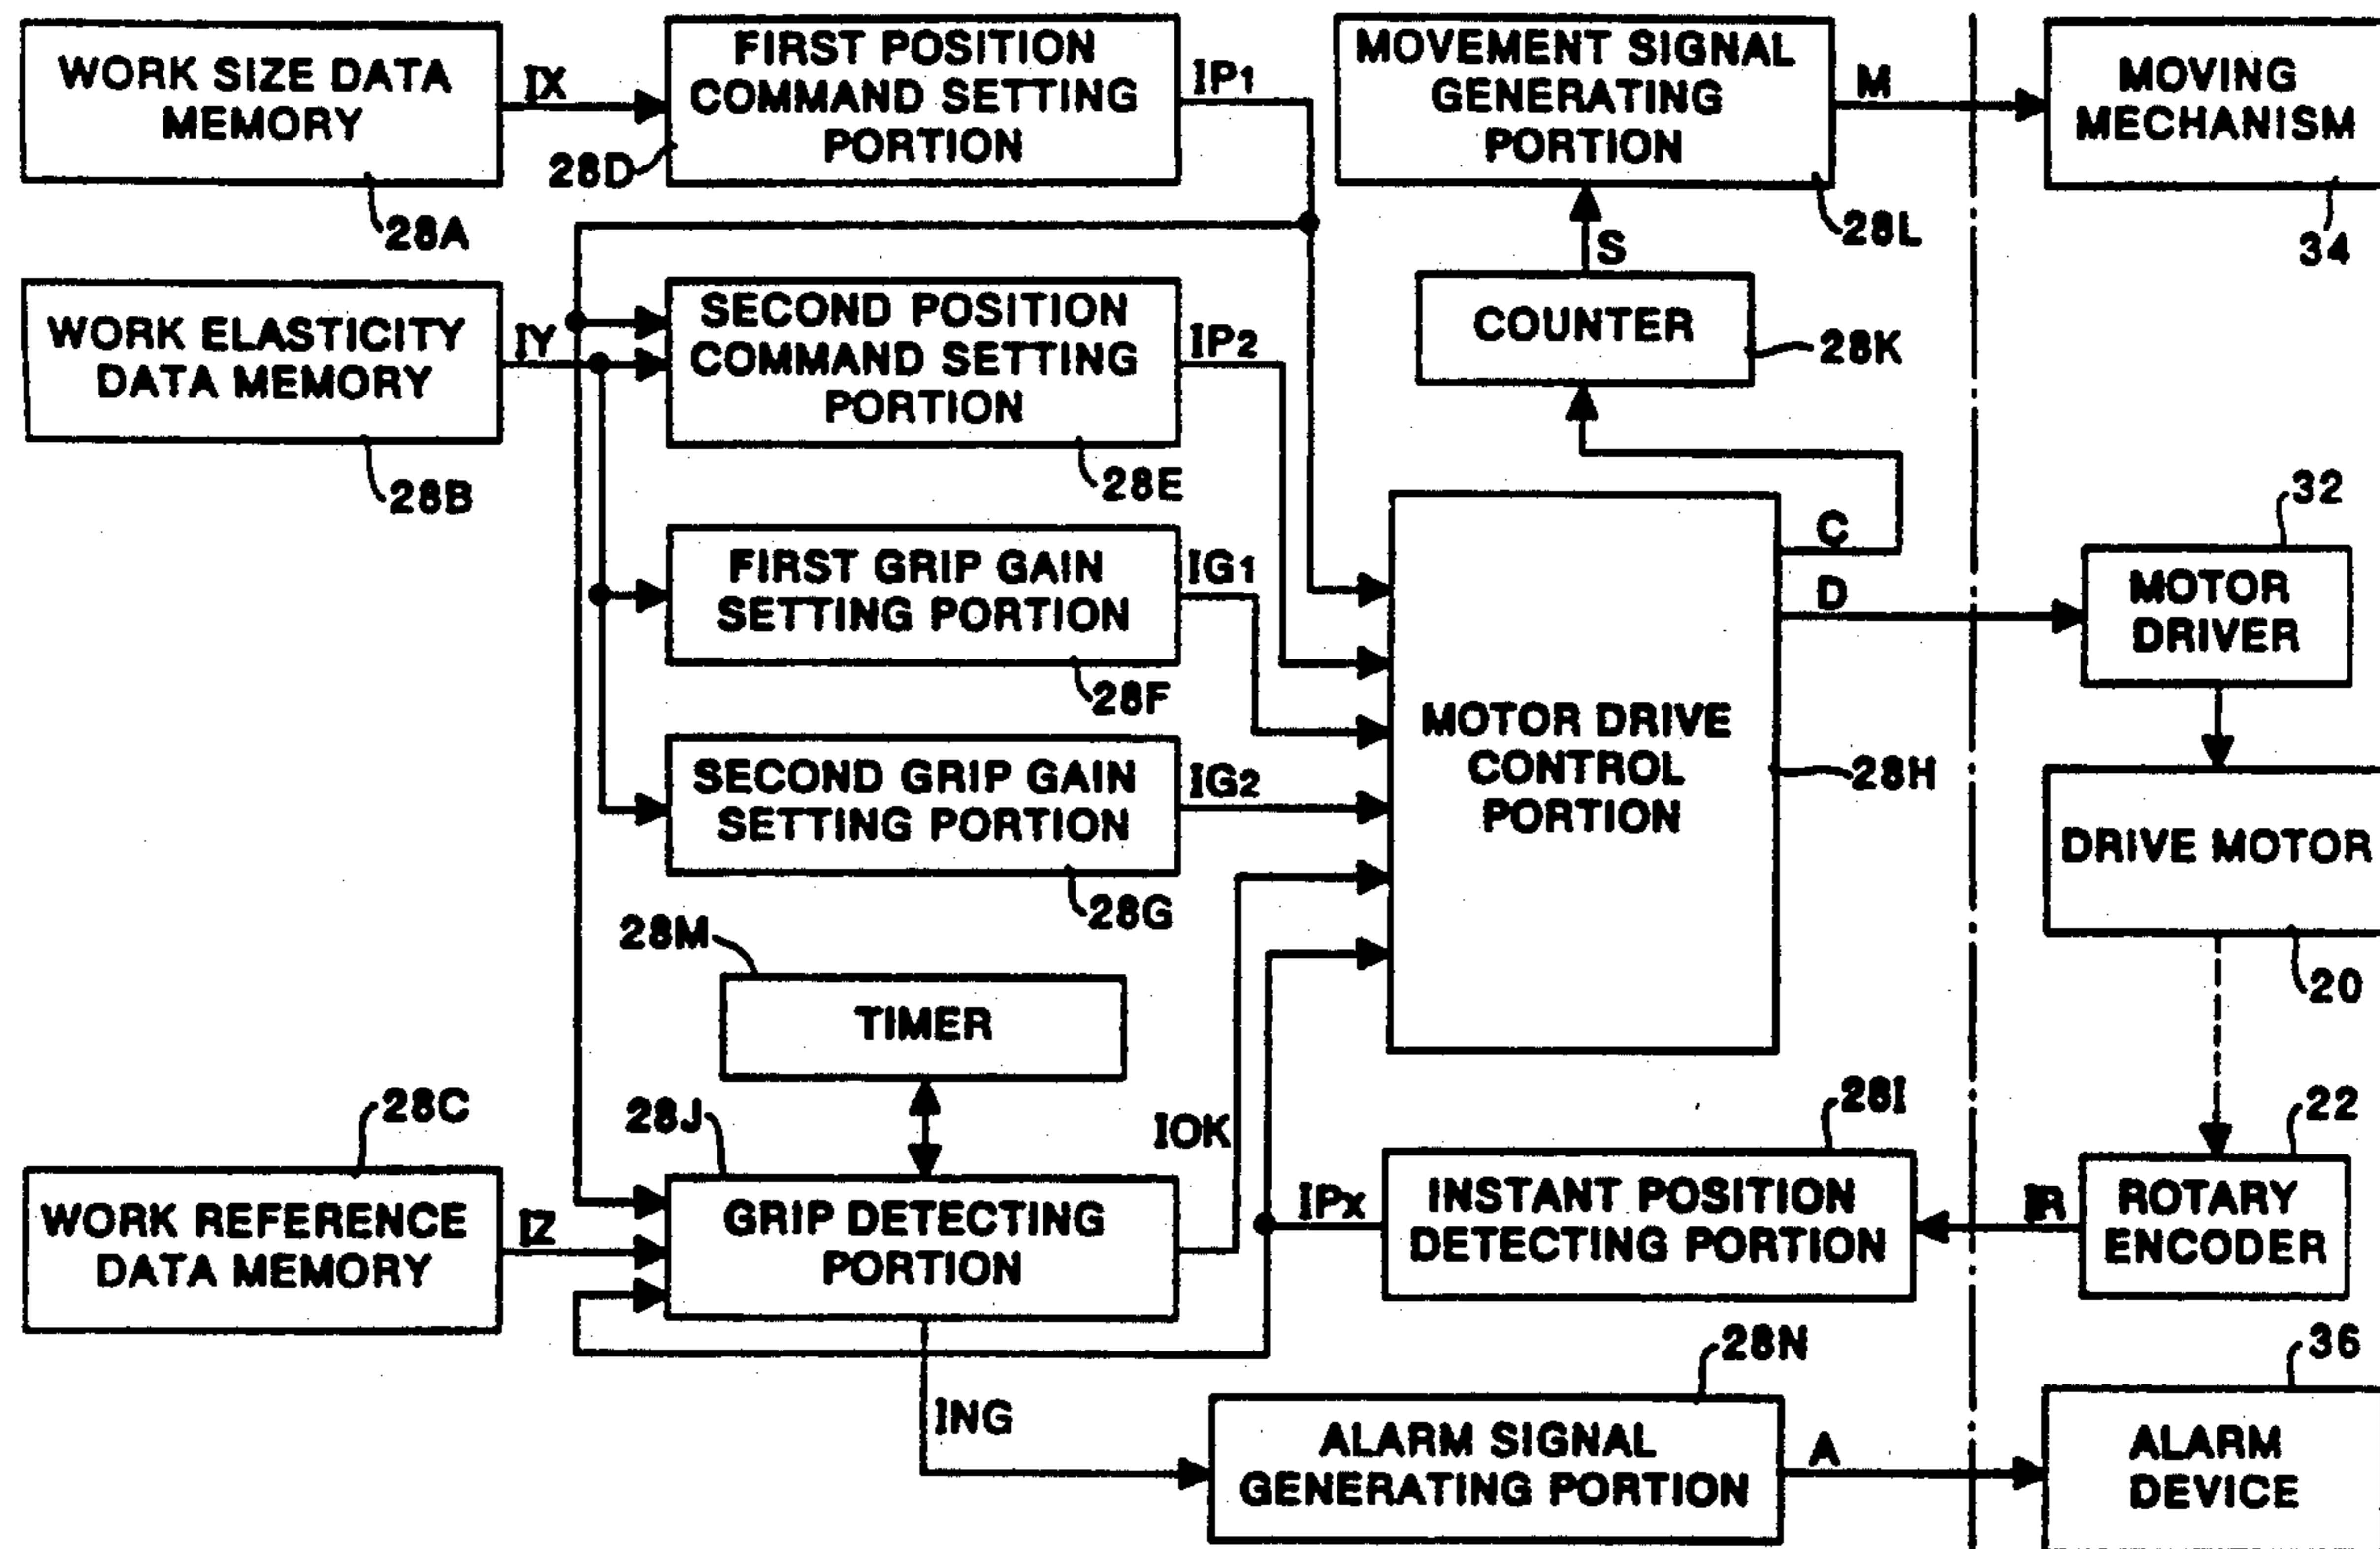 WORK SIZE DATA
MEMORY
28A
IX
FIRST POSITION
COMMAND SETTING
PORTION
28D
IP1
MOVEMENT SIGNAL
GENERATING
PORTION
28L
M
MOVING
MECHANISM
34
S
COUNTER
28K
WORK ELASTICITY
DATA MEMORY
28B
IY
SECOND POSITION
COMMAND SETTING
PORTION
28E
IP2
FIRST GRIP GAIN
SETTING PORTION
28F
IG1
SECOND GRIP GAIN
SETTING PORTION
28G
IG2
MOTOR DRIVE
CONTROL
PORTION
28H
C
D
32
MOTOR
DRIVER
DRIVE MOTOR
20
28M
TIMER
28C
WORK REFERENCE
DATA MEMORY
IZ
28J
GRIP DETECTING
PORTION
IOK
IPX
28I
INSTANT POSITION
DETECTING PORTION
IR
22
ROTARY
ENCODER
ING
28N
ALARM SIGNAL
GENERATING PORTION
A
36
ALARM
DEVICE